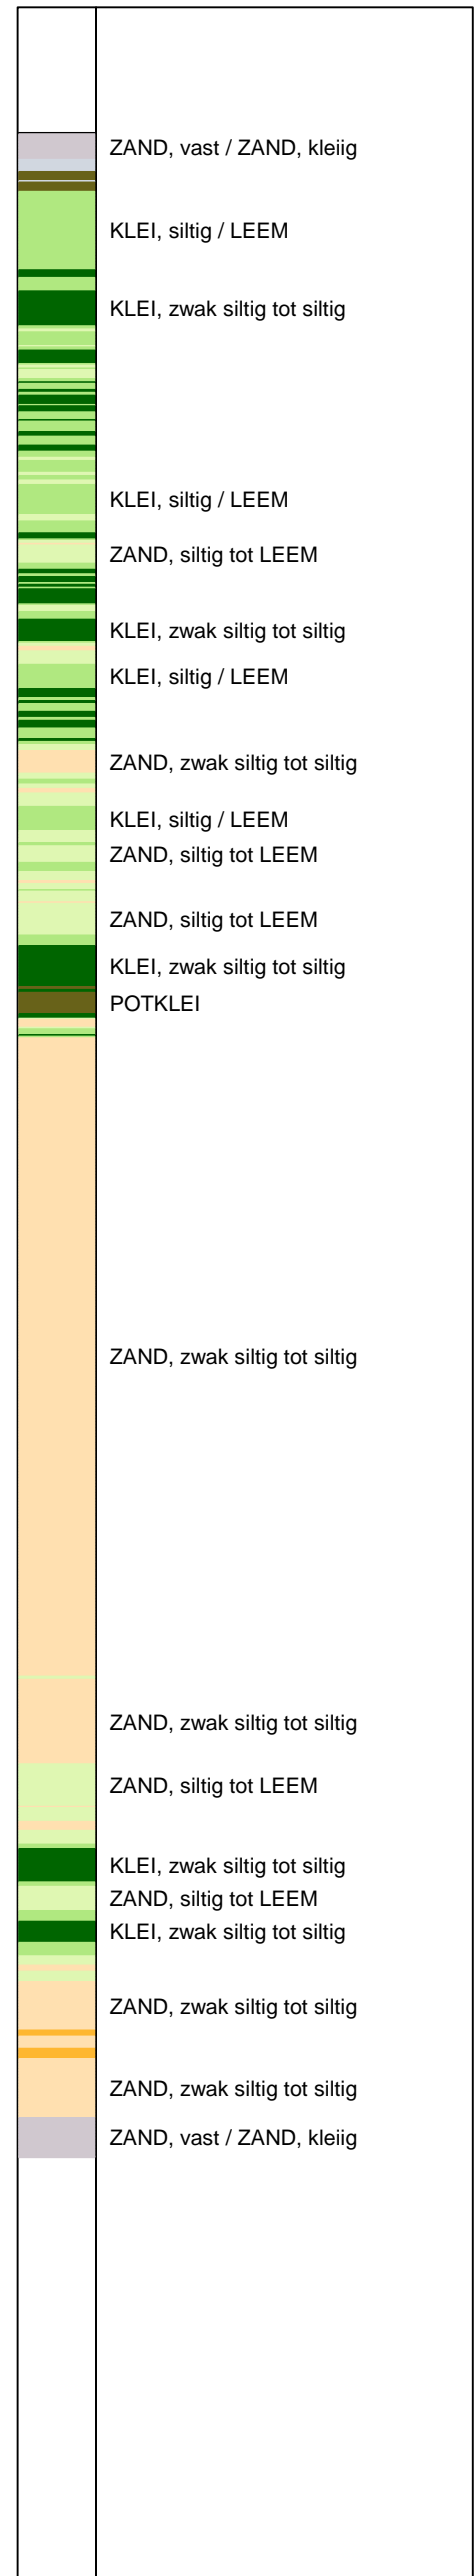 ZAND, vast / ZAND, kleiig
KLEI, siltig / LEEM
KLEI, zwak siltig tot siltig
KLEI, siltig / LEEM
ZAND, siltig tot LEEM
KLEI, zwak siltig tot siltig
KLEI, siltig / LEEM
ZAND, zwak siltig tot siltig
KLEI, siltig / LEEM
ZAND, siltig tot LEEM
ZAND, siltig tot LEEM
KLEI, zwak siltig tot siltig
POTKLEI
ZAND, zwak siltig tot siltig
ZAND, zwak siltig tot siltig
ZAND, siltig tot LEEM
KLEI, zwak siltig tot siltig
ZAND, siltig tot LEEM
KLEI, zwak siltig tot siltig
ZAND, zwak siltig tot siltig
ZAND, zwak siltig tot siltig
ZAND, vast / ZAND, kleiig